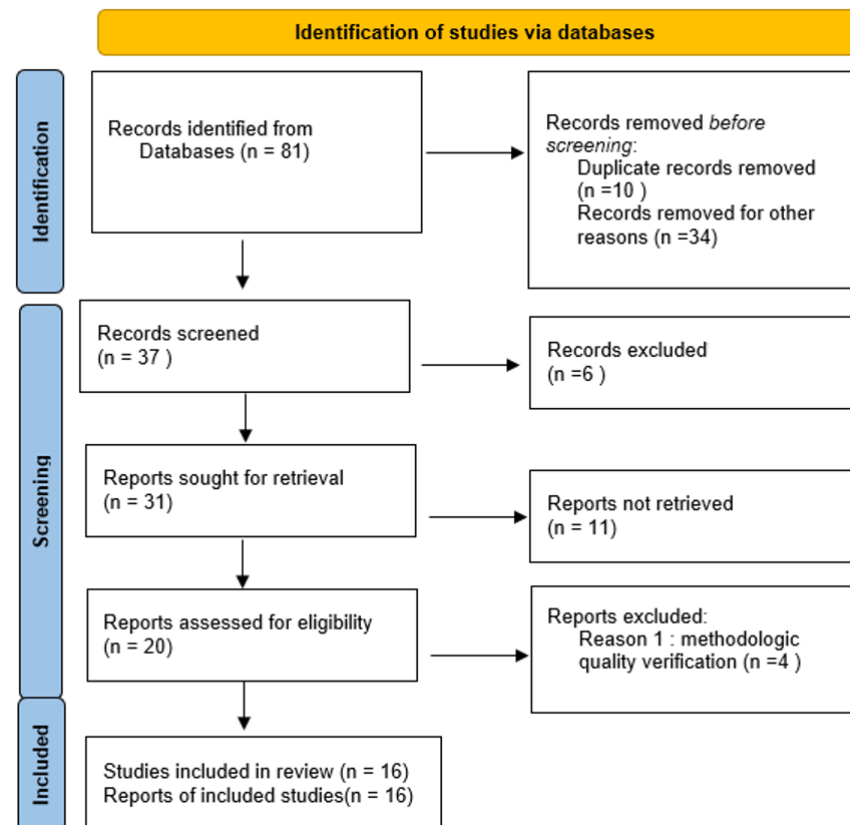 Identification of studies via databases
Identification
Records identified from
Databases (n = 81)
Records removed before
screening:
Duplicate records removed
(n =10 )
Records removed for other
reasons (n =34)
Screening
Records screened
(n = 37 )
Records excluded
(n =6 )
Reports sought for retrieval
(n = 31)
Reports not retrieved
(n = 11)
Reports assessed for eligibility
(n = 20)
Reports excluded:
Reason 1 : methodologic
quality verification (n =4 )
Included
Studies included in review (n = 16)
Reports of included studies(n = 16)